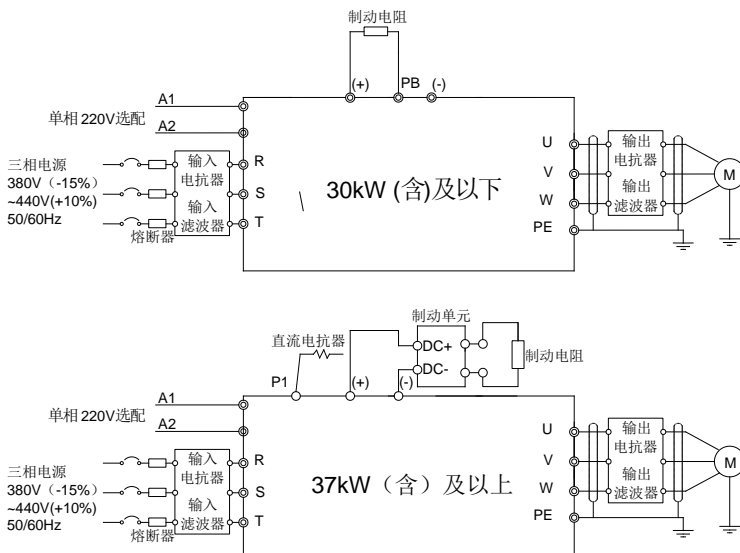 制动电阻
(+) PB (-)
A1
单相220V选配
A2
三相电源
380V（-15%）
~440V(+10%)
50/60Hz
熔断器
输入
电抗器
输入
滤波器
R
S
T
30kW (含)及以下
U
V
W
PE
输出
电抗器
输出
滤波器
M
制动单元
直流电抗器
DC+
DC-
制动电阻
P1 (+) (-)
A1
单相220V选配
A2
三相电源
380V（-15%）
~440V(+10%)
50/60Hz
熔断器
输入
电抗器
输入
滤波器
R
S
T
37kW（含）及以上
U
V
W
PE
输出
电抗器
输出
滤波器
M